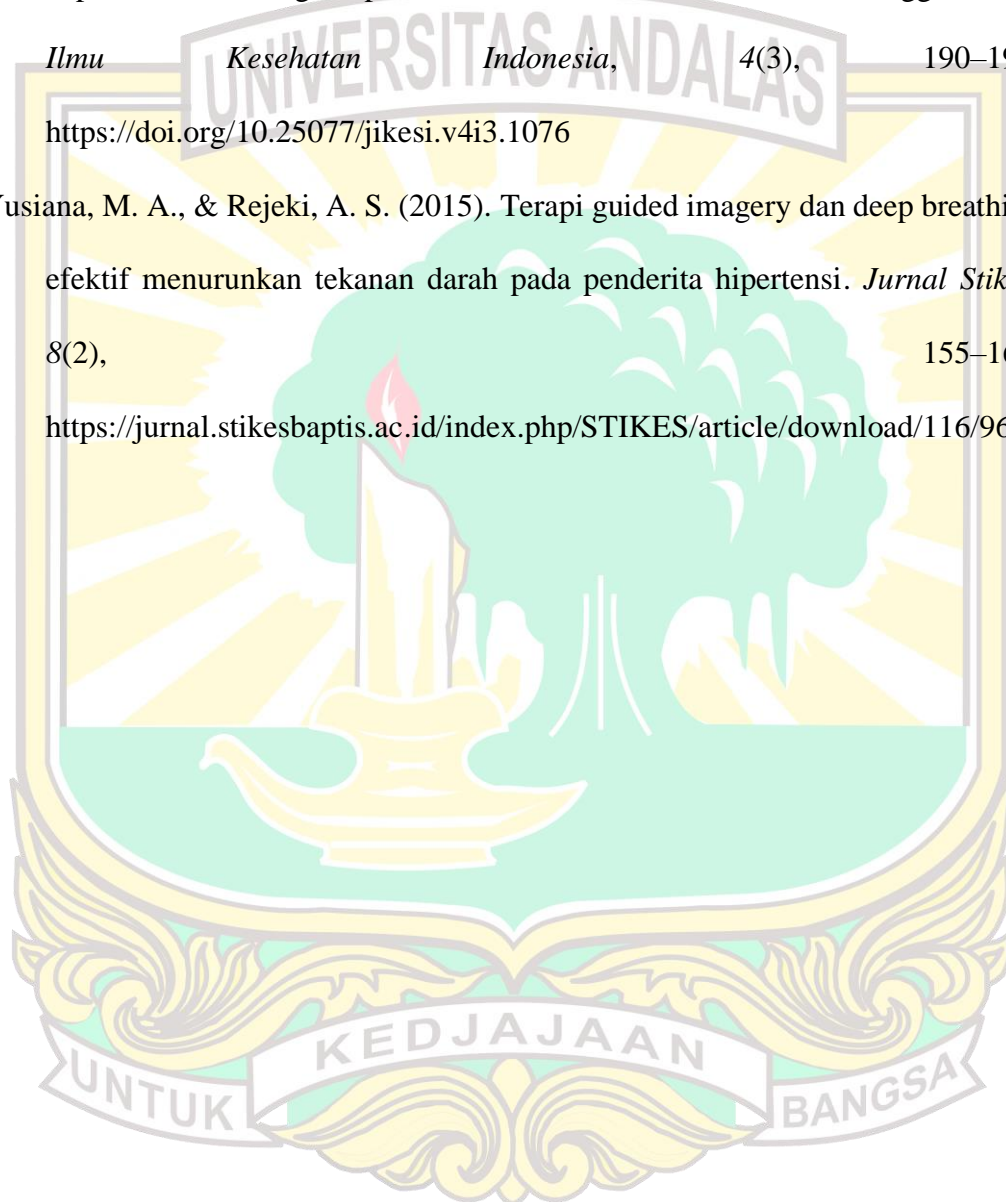 UNIVERSITAS ANDALAS
Ilmu Kesehatan Indonesia, 4(3), 190–19
https://doi.org/10.25077/jikesi.v4i3.1076
Yusiana, M. A., & Rejeki, A. S. (2015). Terapi guided imagery dan deep breathi
efektif menurunkan tekanan darah pada penderita hipertensi. Jurnal Stik
8(2), 155–16
https://jurnal.stikesbaptis.ac.id/index.php/STIKES/article/download/116/96
UNTUK KEDJAJAAN BANGSA